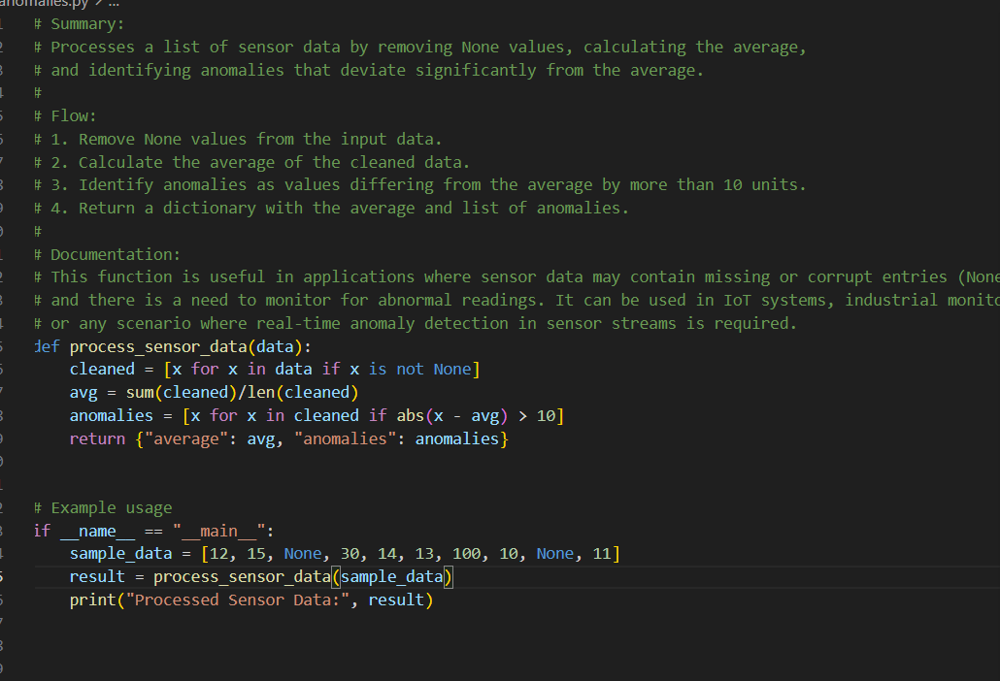 anomalies.py > ...
# Summary:
# Processes a list of sensor data by removing None values, calculating the average,
# and identifying anomalies that deviate significantly from the average.
#
# Flow:
# 1. Remove None values from the input data.
# 2. Calculate the average of the cleaned data.
# 3. Identify anomalies as values differing from the average by more than 10 units.
# 4. Return a dictionary with the average and list of anomalies.
#
# Documentation:
# This function is useful in applications where sensor data may contain missing or corrupt entries (None
# and there is a need to monitor for abnormal readings. It can be used in IoT systems, industrial monito
# or any scenario where real-time anomaly detection in sensor streams is required.
def process_sensor_data(data):
    cleaned = [x for x in data if x is not None]
    avg = sum(cleaned)/len(cleaned)
    anomalies = [x for x in cleaned if abs(x - avg) > 10]
    return {"average": avg, "anomalies": anomalies}
# Example usage
if __name__ == "__main__":
    sample_data = [12, 15, None, 30, 14, 13, 100, 10, None, 11]
    result = process_sensor_data(sample_data)
    print("Processed Sensor Data:", result)